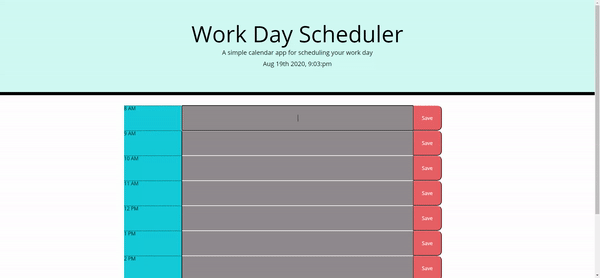 Work Day Scheduler
A simple calendar app for scheduling your work day
Aug 19th 2020, 9:03:pm
8 AM
Save
9 AM
Save
10 AM
Save
11 AM
Save
12 PM
Save
1 PM
Save
2 PM
Save